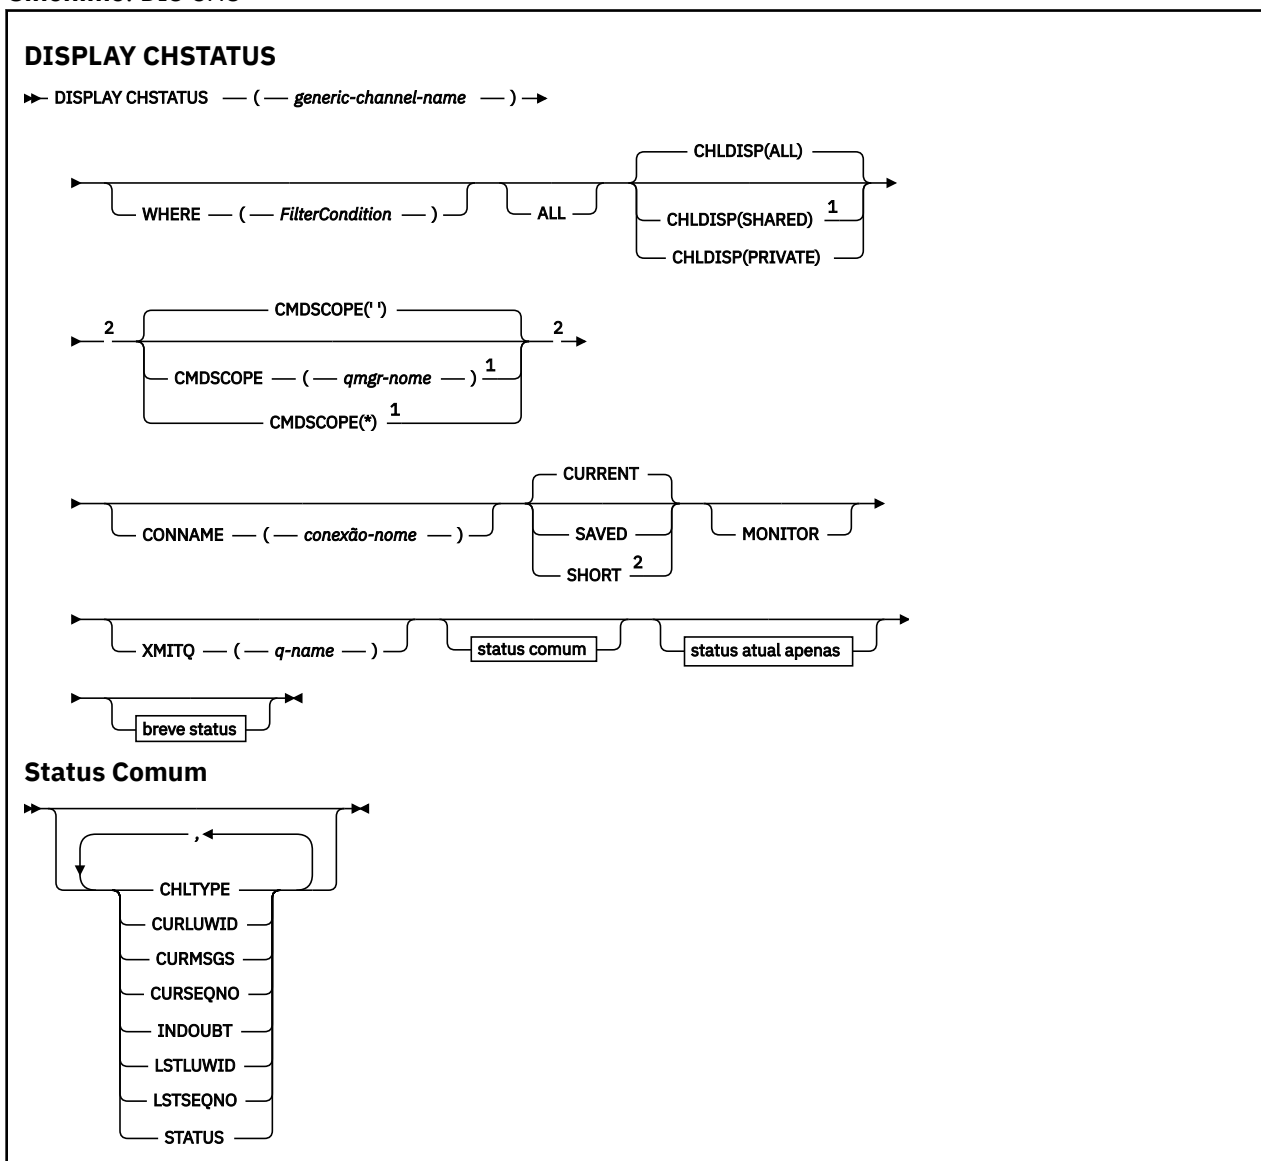 DISPLAY CHSTATUS
DISPLAY CHSTATUS ( generic-channel-name )
CHLDISP(ALL)
WHERE ( FilterCondition ) ALL CHLDISP(SHARED) 1
CHLDISP(PRIVATE)
2 CMDSCOPE(' ') 2
CMDSCOPE ( qmgr-nome ) 1
CMDSCOPE(*) 1
CURRENT
CONNAME ( conexão-nome ) SAVED MONITOR
SHORT 2
XMITQ ( q-name ) status comum status atual apenas
breve status
Status Comum
,
CHLTYPE
CURLUWID
CURMSGS
CURSEQNO
INDOUBT
LSTLUWID
LSTSEQNO
STATUS